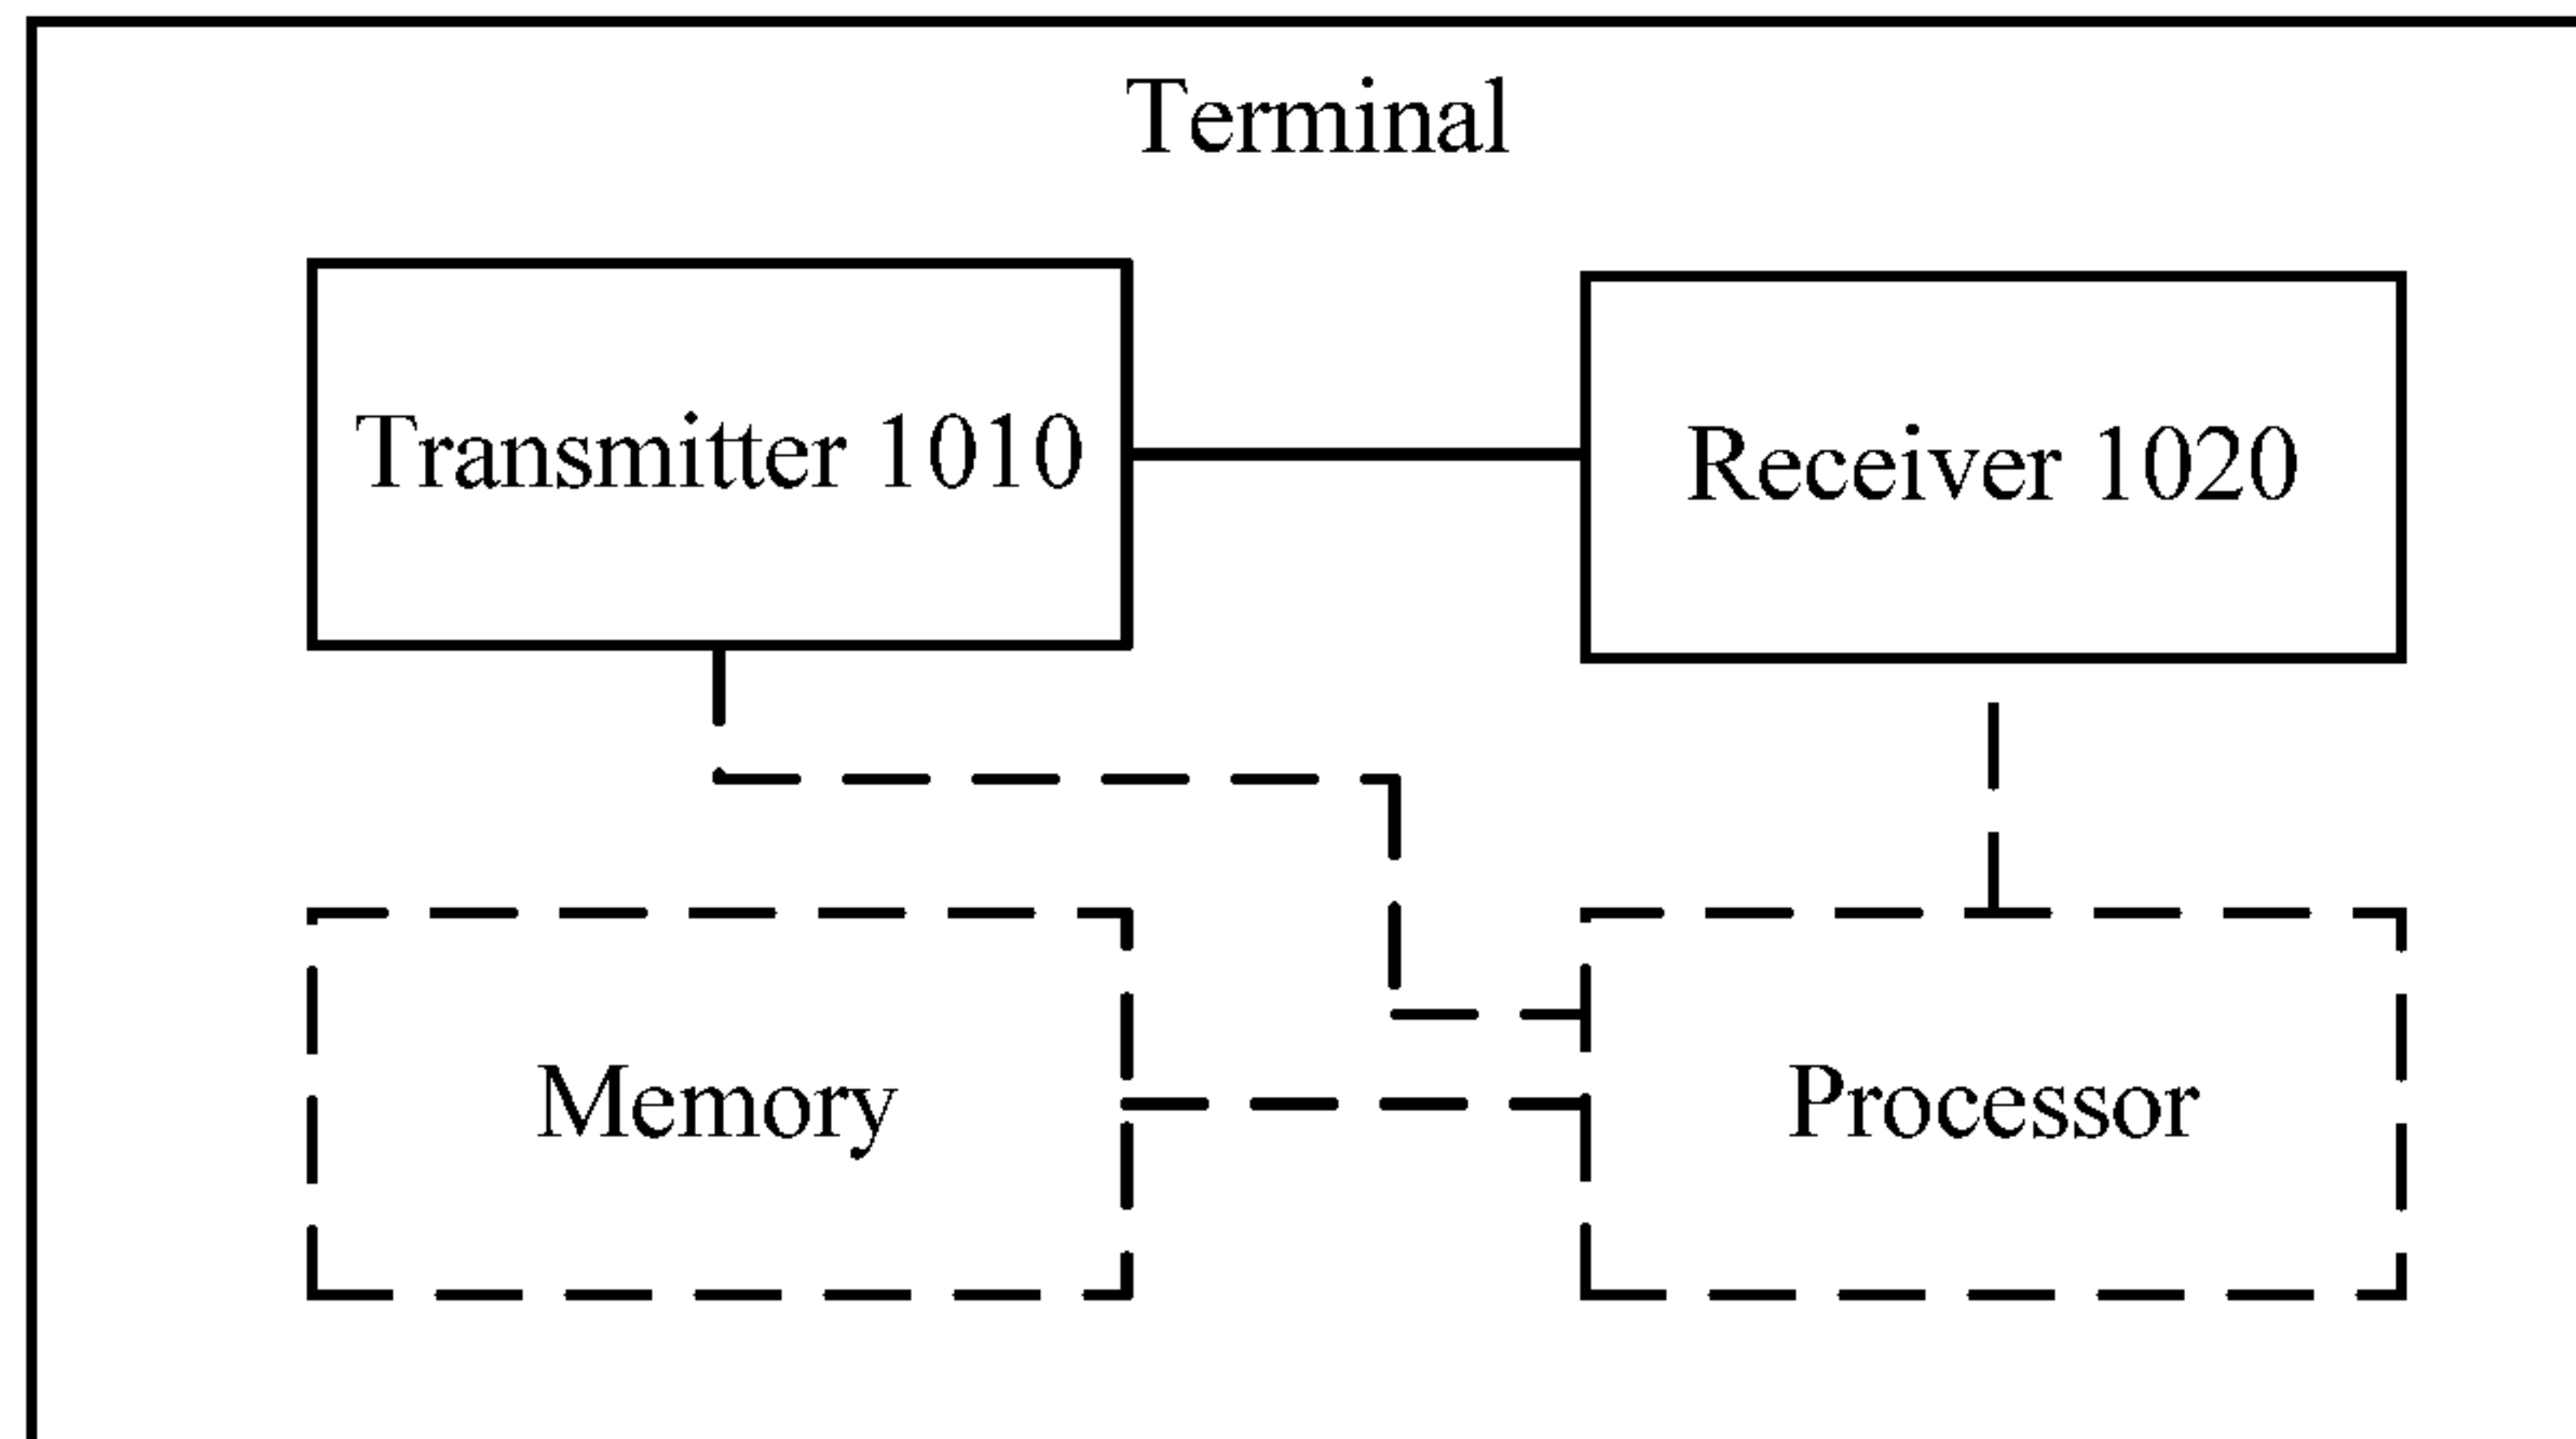 Terminal
Transmitter 1010
Receiver 1020
Memory
Processor